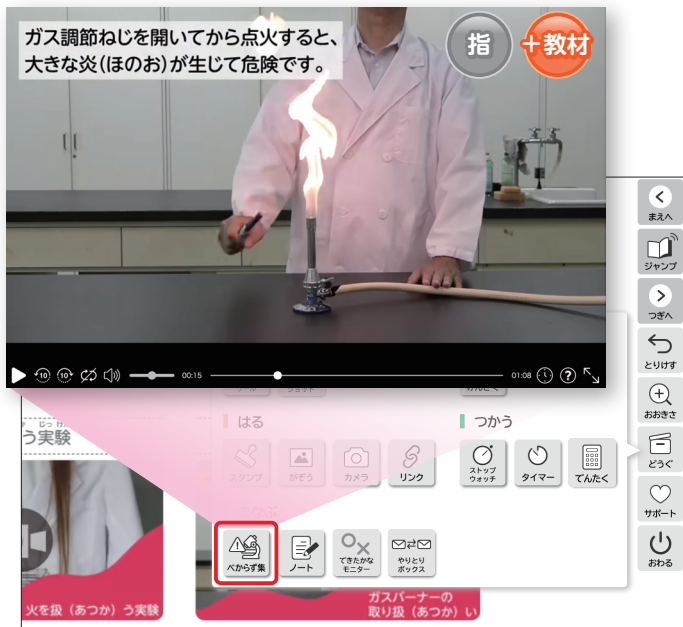 ガス調節ねじを開いてから点火すると、
大きな炎(ほのお)が生じて危険です。
指
＋教材
00:15
01:08
まえへ
ジャンプ
つぎへ
とりけす
おおきさ
どうぐ
サポート
おわる
はる
つかう
スタンプ
がぞう
カメラ
リンク
ストップ
ウォッチ
タイマー
でんたく
べからず集
ノート
できたかな
モニター
やりとり
ボックス
う実験
火を扱（あつか）う実験
ガスバーナーの
取り扱（あつか）い